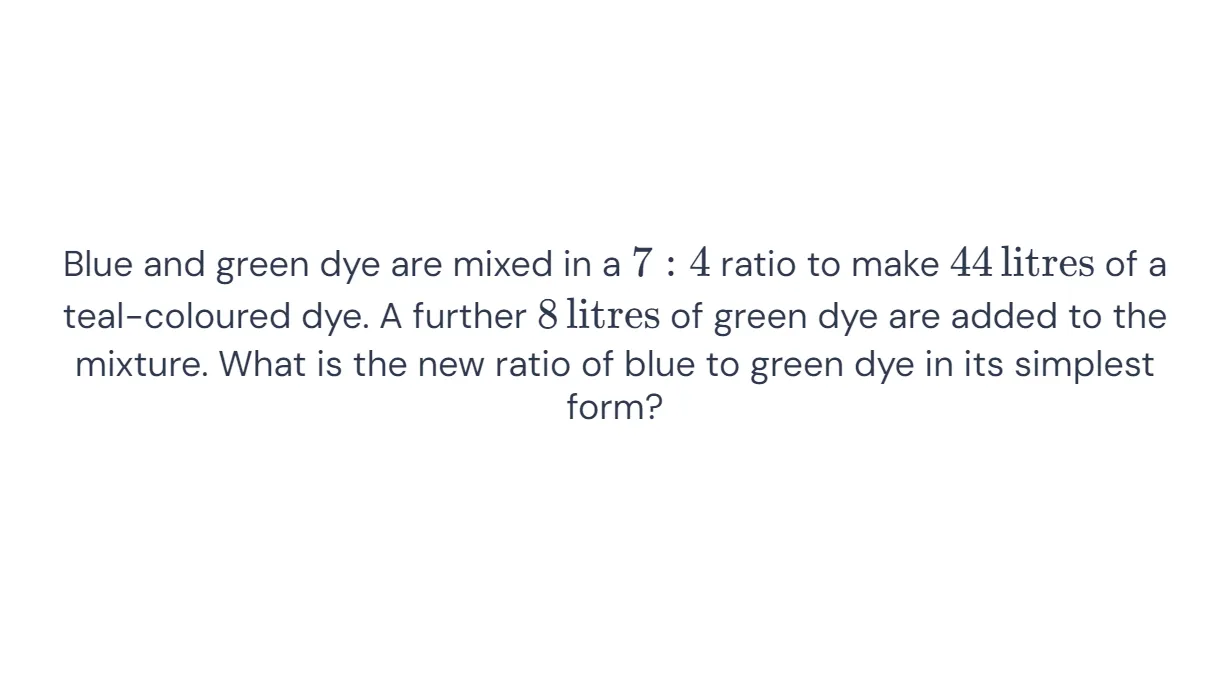 Blue and green dye are mixed in a 7 : 4 ratio to make 44 litres of a
teal-coloured dye. A further 8 litres of green dye are added to the
mixture. What is the new ratio of blue to green dye in its simplest
form?